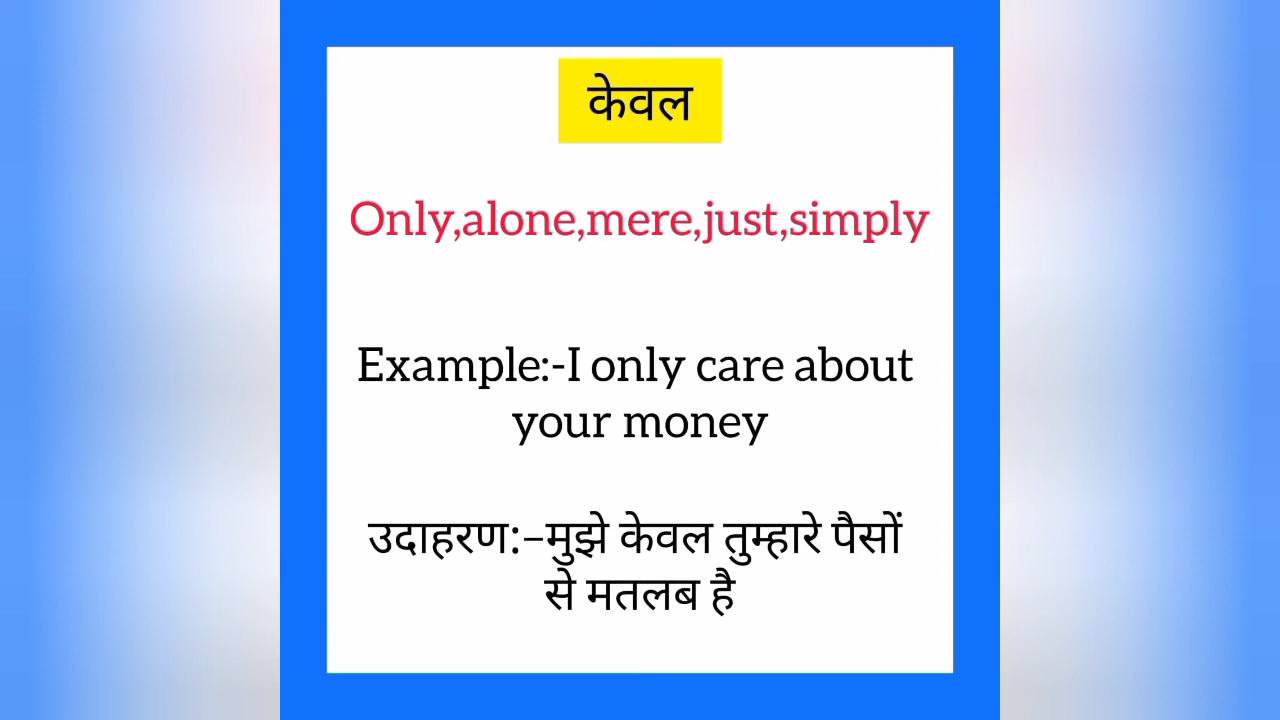 केवल
Only,alone,mere,just,simply
Example:-I only care about
your money
उदाहरण:–मुझे केवल तुम्हारे पैसों
से मतलब है